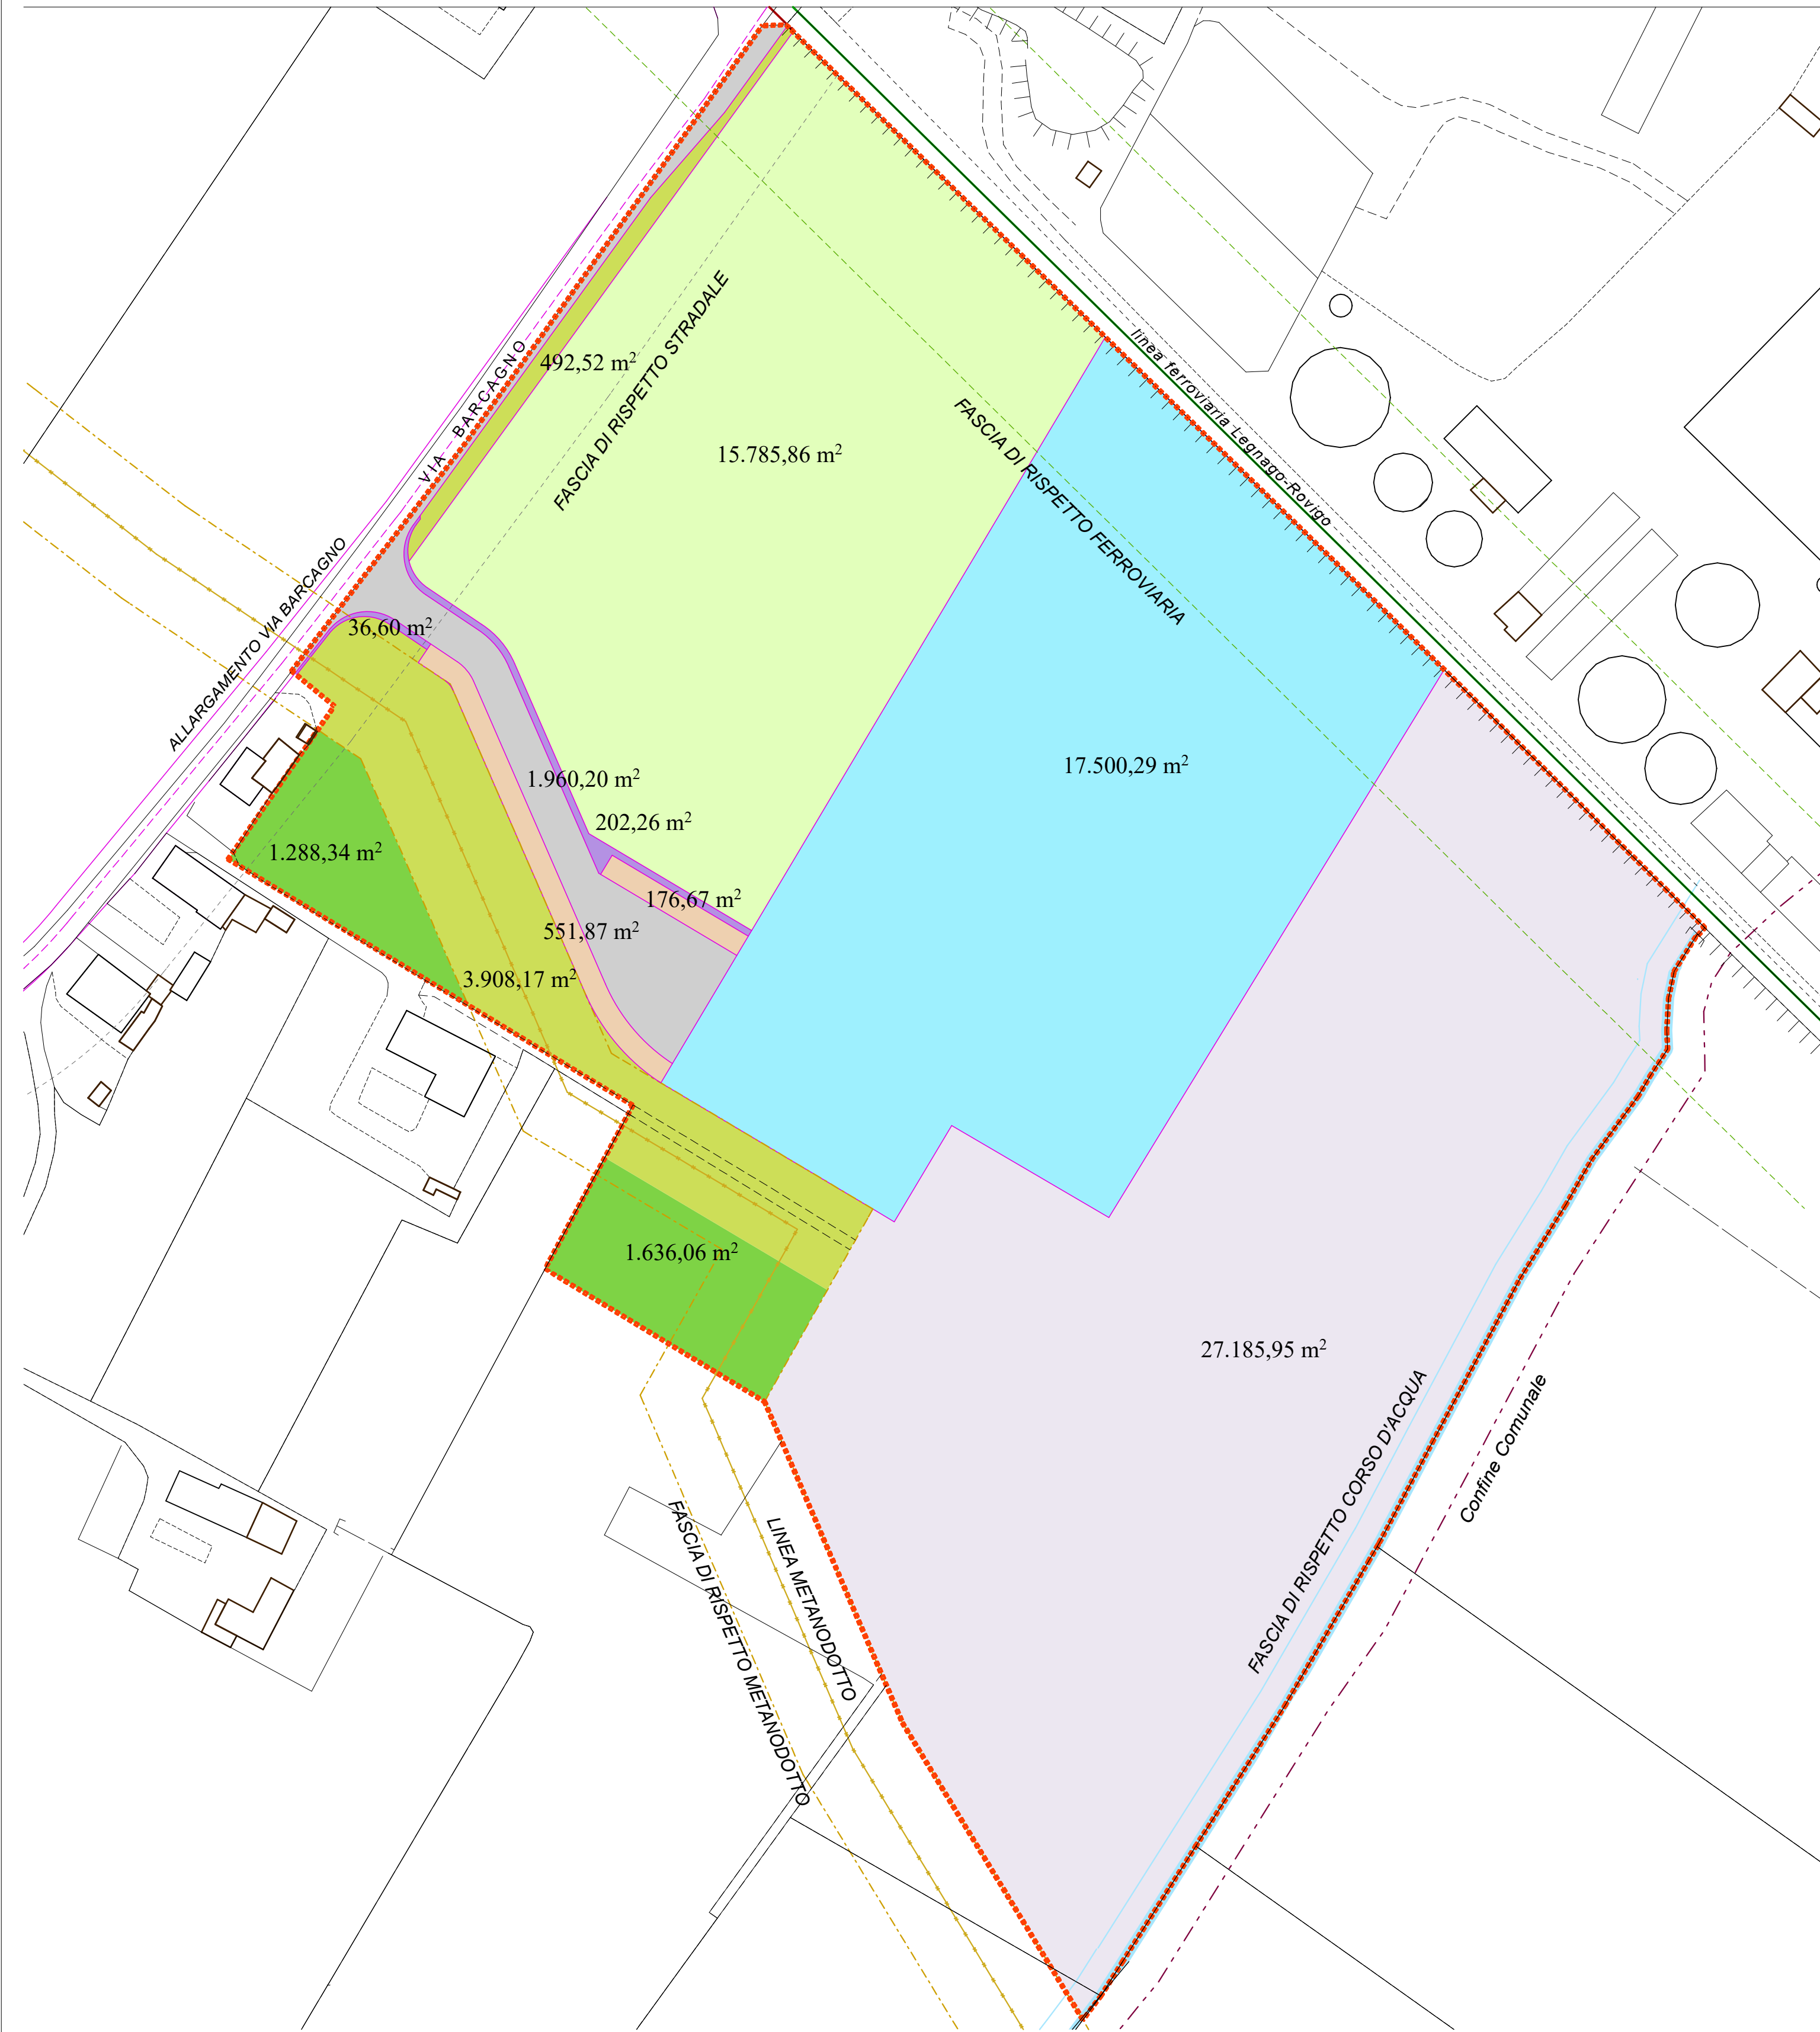 492,52 m²
VIA BARCAGNO
FASCIA DI RISPETTO STRADALE
linea ferroviaria Legnago-Rovigo
15.785,86 m²
FASCIA DI RISPETTO FERROVIARIA
ALLARGAMENTO VIA BARCAGNO
36,60 m²
1.960,20 m²
17.500,29 m²
202,26 m²
1.288,34 m²
176,67 m²
551,87 m²
3.908,17 m²
1.636,06 m²
27.185,95 m²
FASCIA DI RISPETTO CORSO D'ACQUA
Confine Comunale
FASCIA DI RISPETTO METANODOTTO
LINEA METANODOTTO